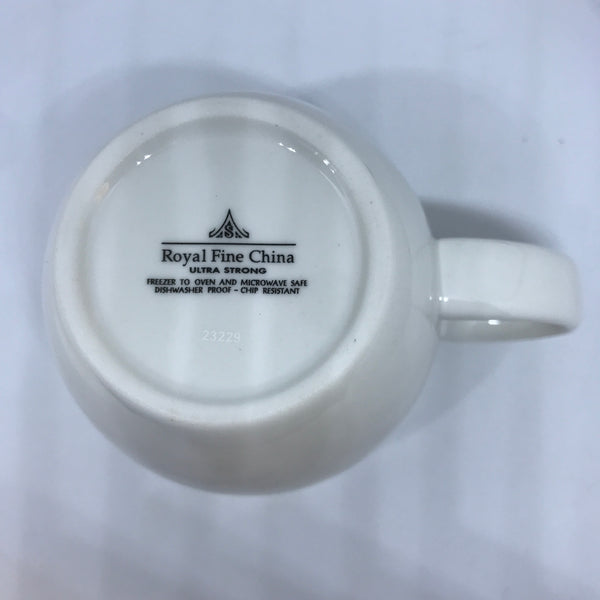 S
Royal Fine China
ULTRA STRONG
FREEZER TO OVEN AND MICROWAVE SAFE
DISHWASHER PROOF - CHIP RESISTANT
23229